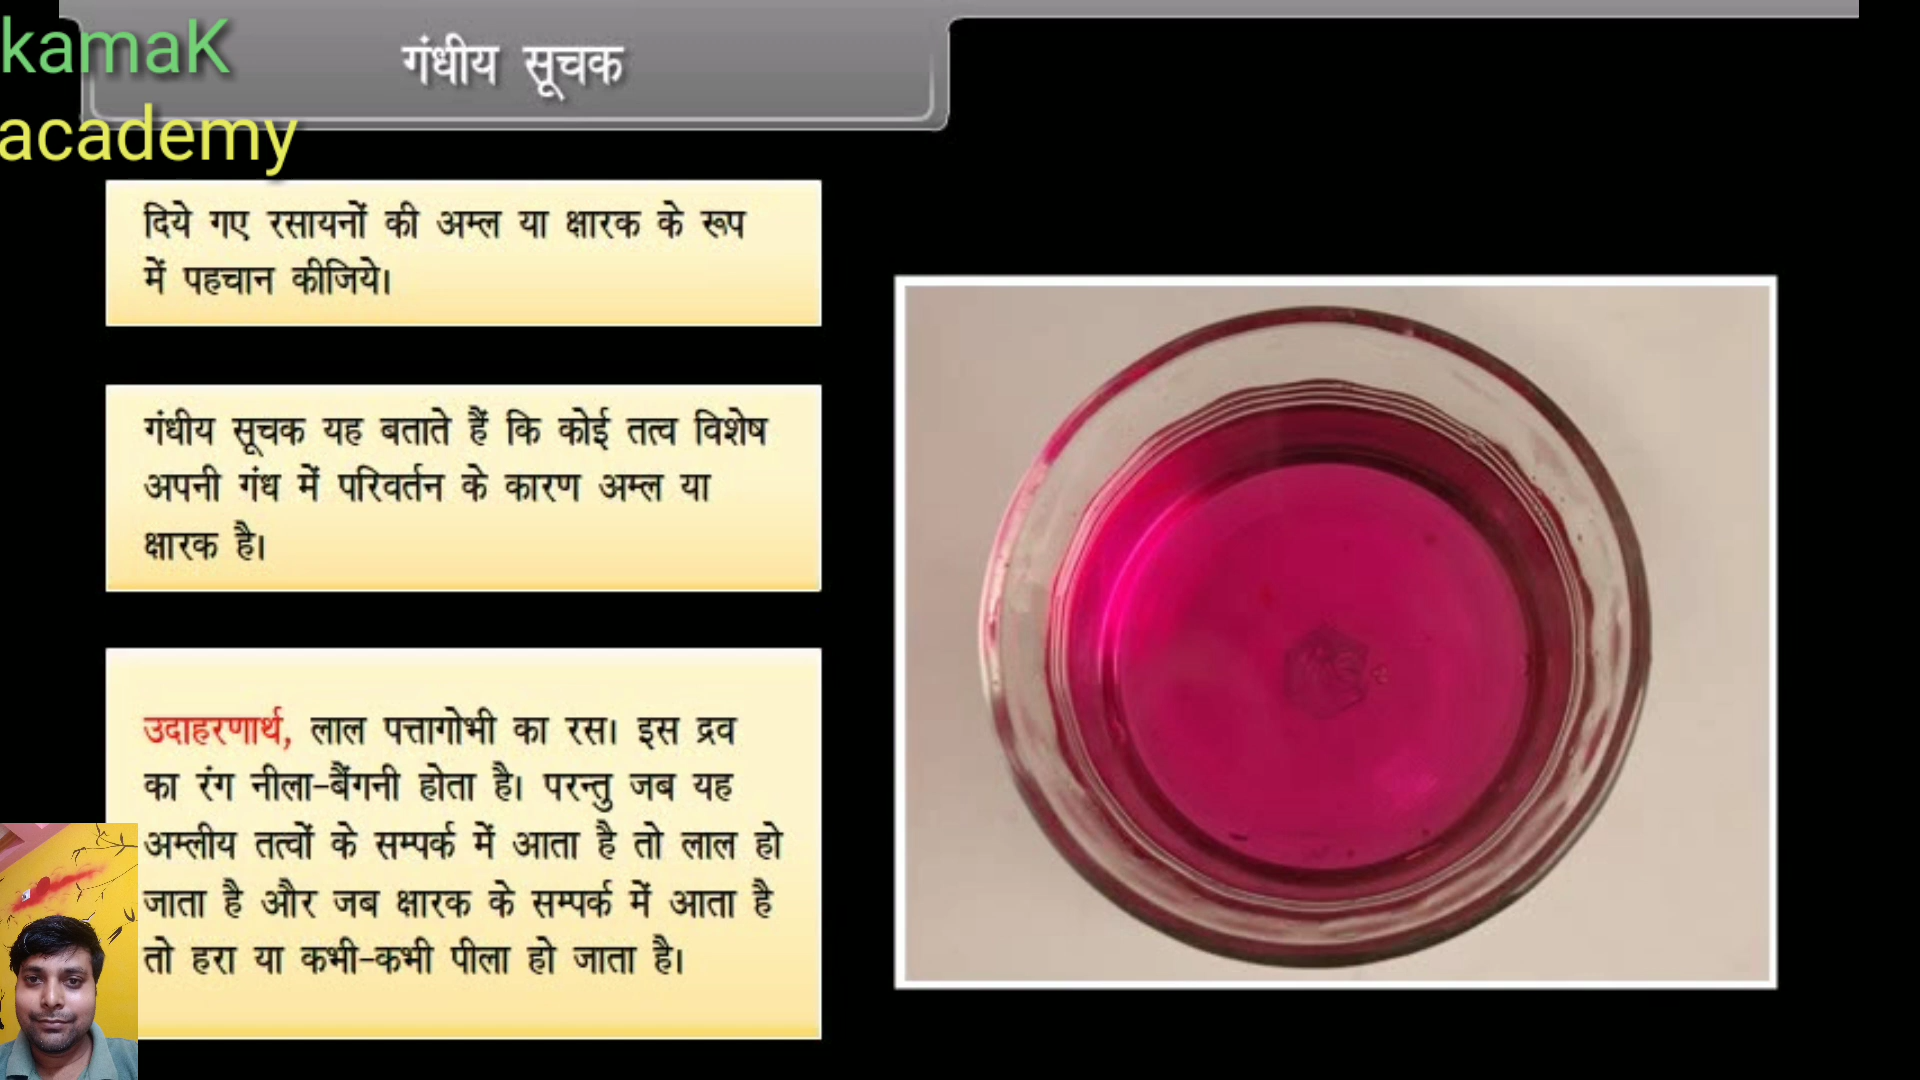 kamaK
academy
गंधीय सूचक
दिये गए रसायनों की अम्ल या क्षारक के रूप
में पहचान कीजिये।
गंधीय सूचक यह बताते हैं कि कोई तत्व विशेष
अपनी गंध में परिवर्तन के कारण अम्ल या
क्षारक है।
उदाहरणार्थ, लाल पत्तागोभी का रस। इस द्रव
का रंग नीला-बैंगनी होता है। परन्तु जब यह
अम्लीय तत्वों के सम्पर्क में आता है तो लाल हो
जाता है और जब क्षारक के सम्पर्क में आता है
तो हरा या कभी-कभी पीला हो जाता है।